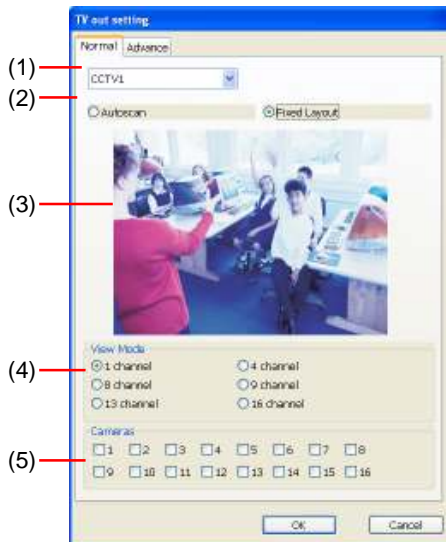 TV out setting
Normal Advance
(1)
CCTV1
(2)
Autoscan Fixed Layout
(3)
View Mode
(4)
1 channel 4 channel
8 channel 9 channel
13 channel 16 channel
Cameras
(5)
1 2 3 4 5 6 7 8
9 10 11 12 13 14 15 16
OK Cancel